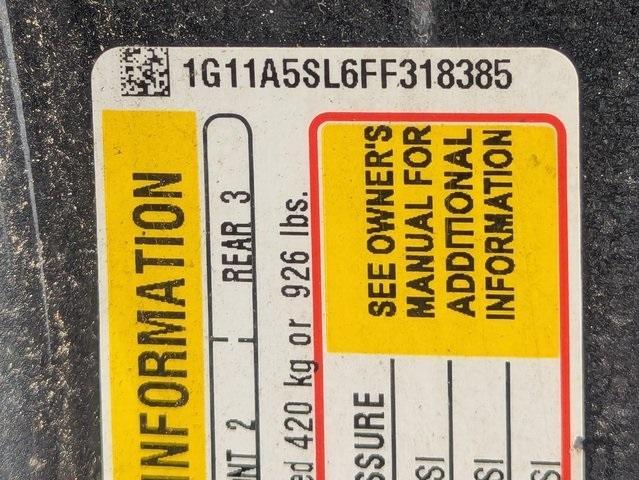 1G11A5SL6FF318385
INFORMATION
NT 2
REAR 3
ed 420 kg or 926 lbs.
SEE OWNER'S
MANUAL FOR
ADDITIONAL
INFORMATION
SSURE
SI
SI
SI